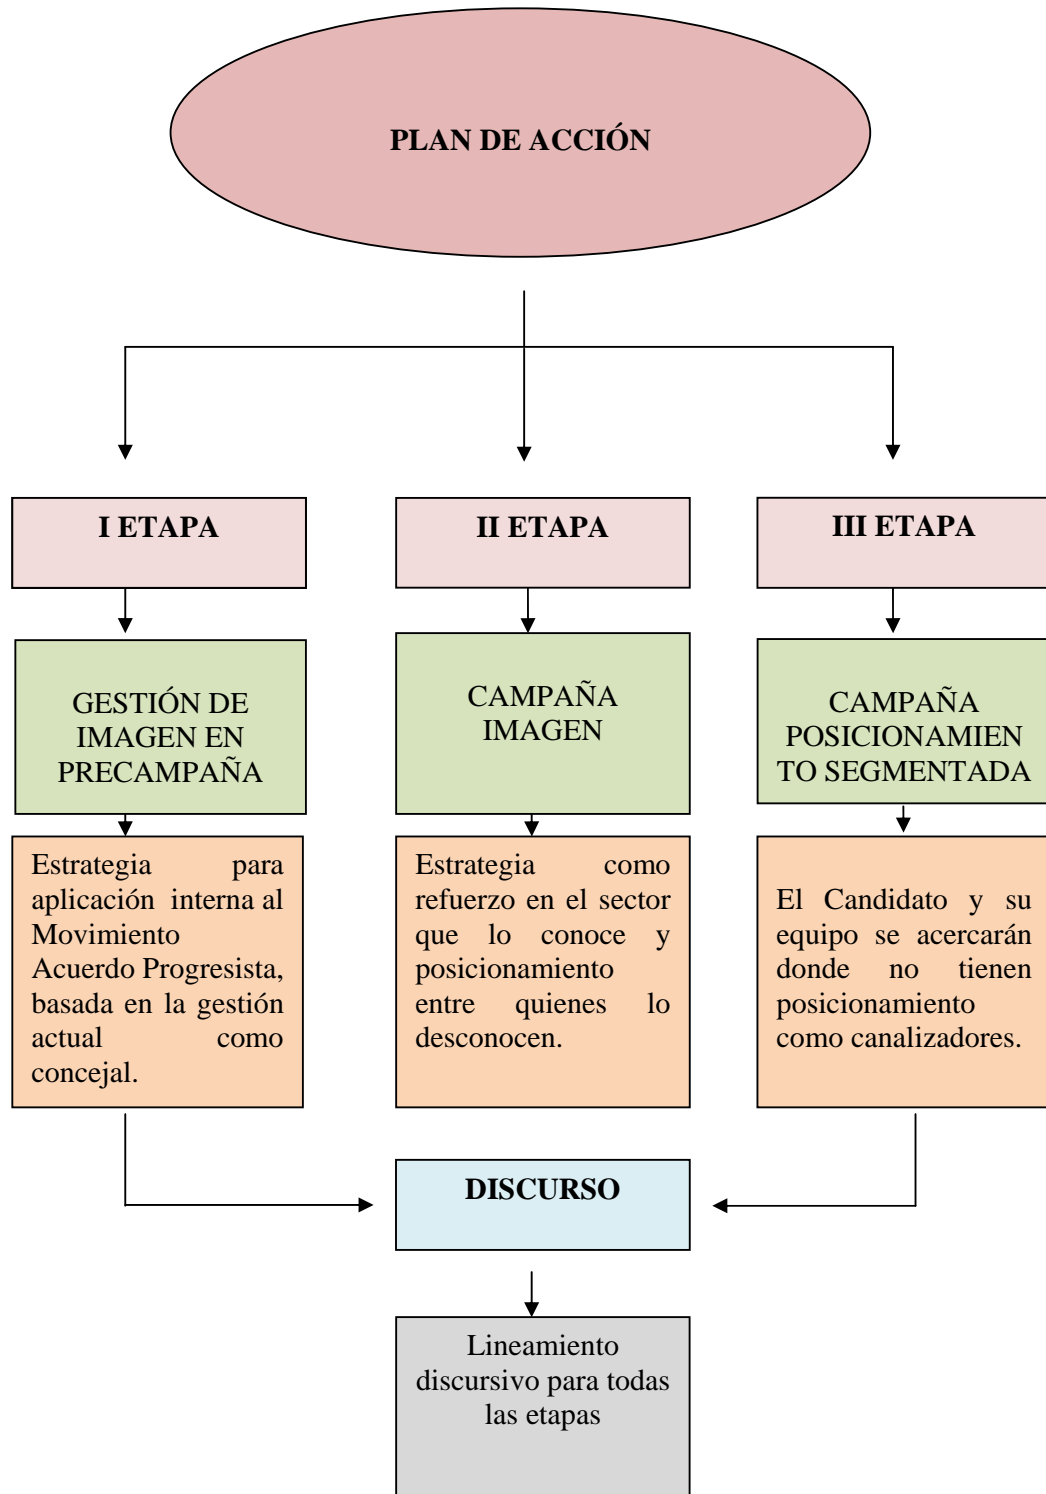 PLAN DE ACCIÓN
I ETAPA
II ETAPA
III ETAPA
GESTIÓN DE
IMAGEN EN
PRECAMPAÑA
CAMPAÑA
IMAGEN
CAMPAÑA
POSICIONAMIEN
TO SEGMENTADA
Estrategia para
aplicación interna al
Movimiento
Acuerdo Progresista,
basada en la gestión
actual como
concejal.
Estrategia como
refuerzo en el sector
que lo conoce y
posicionamiento
entre quienes lo
desconocen.
El Candidato y su
equipo se acercarán
donde no tienen
posicionamiento
como canalizadores.
DISCURSO
Lineamiento
discursivo para todas
las etapas